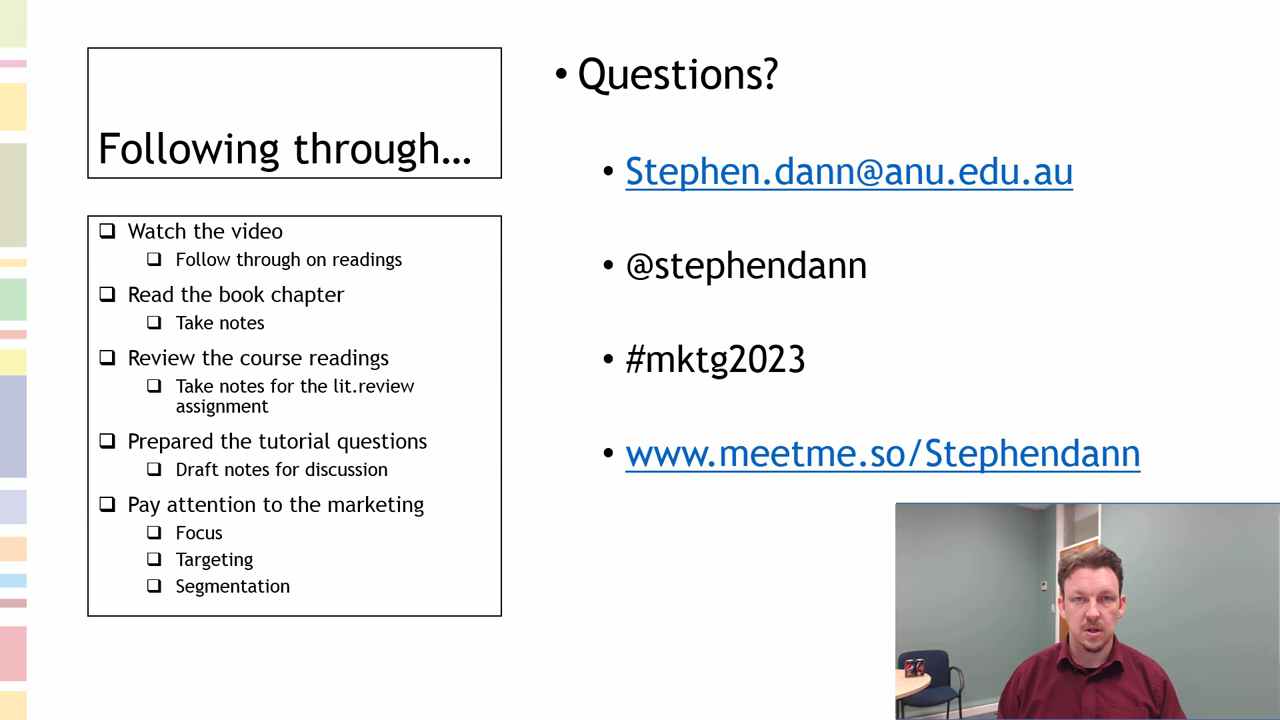 Following through…
Watch the video
Follow through on readings
Read the book chapter
Take notes
Review the course readings
Take notes for the lit.review
assignment
Prepared the tutorial questions
Draft notes for discussion
Pay attention to the marketing
Focus
Targeting
Segmentation
• Questions?
• Stephen.dann@anu.edu.au
• @stephendann
• #mktg2023
• www.meetme.so/Stephendann